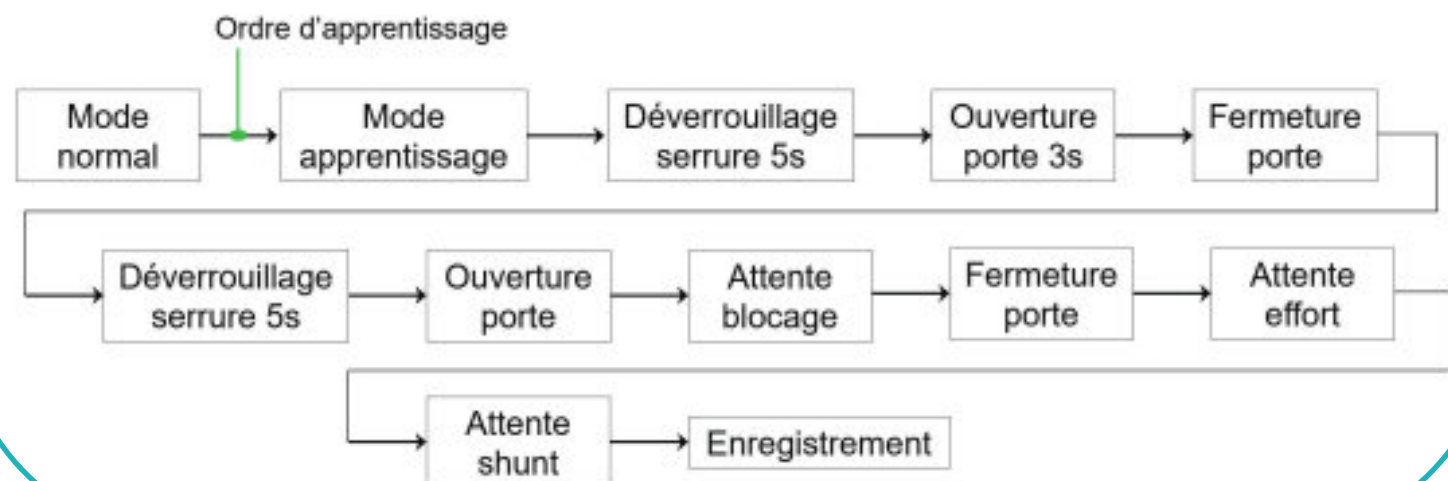 Ordre d'apprentissage
Mode
normal
Mode
apprentissage
Déverrouillage
serrure 5s
Ouverture
porte 3s
Fermeture
porte
Déverrouillage
serrure 5s
Ouverture
porte
Attente
blocage
Fermeture
porte
Attente
effort
Attente
shunt
Enregistrement